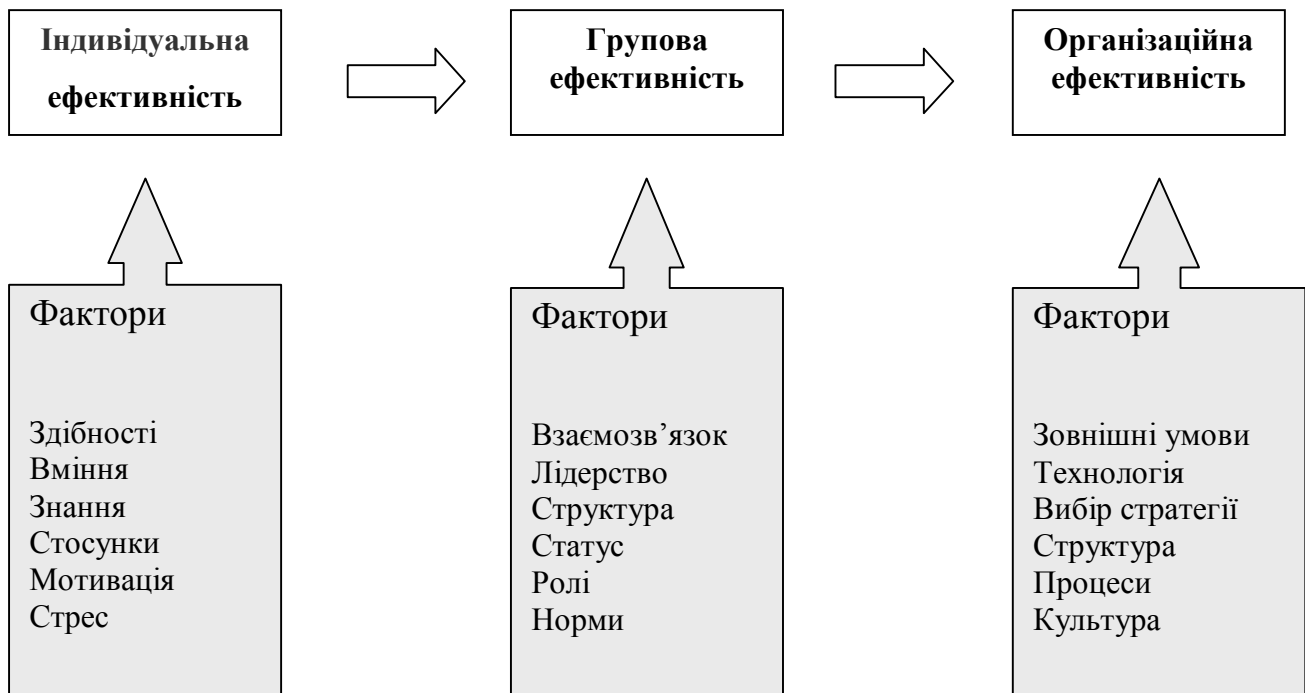 Індивідуальна
ефективність
Групова
ефективність
Організаційна
ефективність
Фактори
Здібності
Вміння
Знання
Стосунки
Мотивація
Стрес
Фактори
Взаємозв’язок
Лідерство
Структура
Статус
Ролі
Норми
Фактори
Зовнішні умови
Технологія
Вибір стратегії
Структура
Процеси
Культура